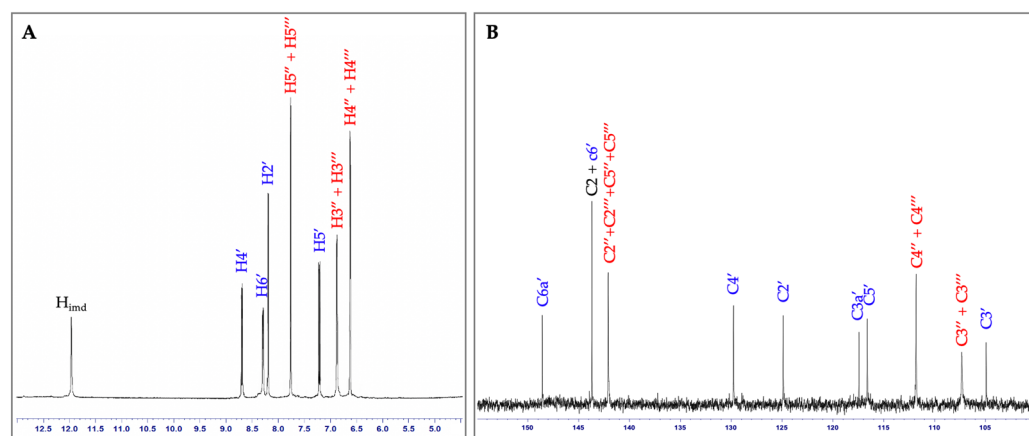 A
H_imd
H4′
H6′
H2′
H5″ + H5‴
H5′
H3″ + H3‴
H4″ + H4‴
12.5 12.0 11.5 11.0 10.5 10.0 9.5 9.0 8.5 8.0 7.5 7.0 6.5 6.0 5.5 5.0
B
C6a′
C2 + c6′
C2″+C2‴+C5″+C5‴
C4′
C2′
C3a′
C5′
C4″ + C4‴
C3″ + C3‴
C3′
150 145 140 135 130 125 120 115 110 105